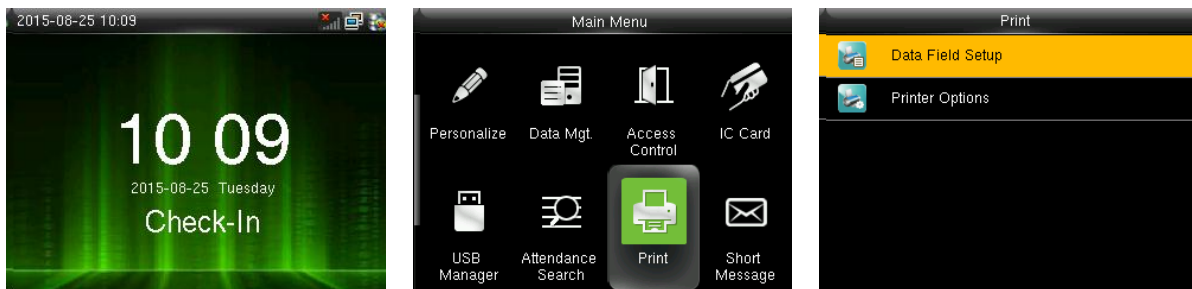 2015-08-25 10:09
10 09
2015-08-25 Tuesday
Check-In
Main Menu
Personalize
Data Mgt.
Access
Control
IC Card
USB
Manager
Attendance
Search
Print
Short
Message
Print
Data Field Setup
Printer Options